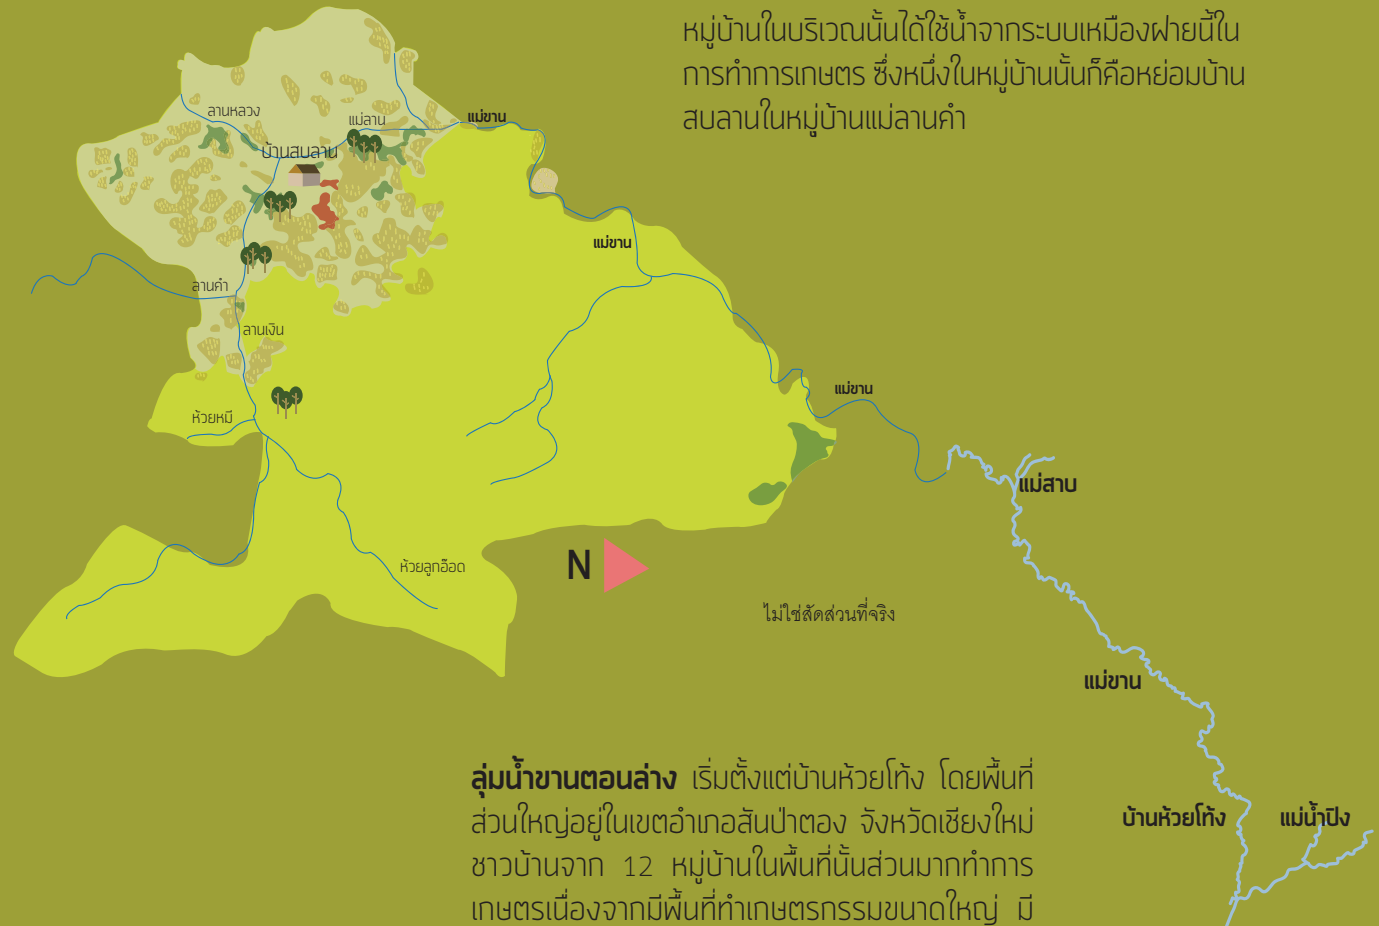 หมู่บ้านในบริเวณนั้นได้ใช้น้ำจากระบบเหมืองฝายนี้ใน
การทำการเกษตร ซึ่งหนึ่งในหมู่บ้านนั้นก็คือหย่อมบ้าน
สบลานในหมู่บ้านแม่ลานคำ
ลานหลวง
แม่ลาน
แม่ขาน
บ้านสบลาน
แม่ขาน
ลานคำ
ลานเงิน
แม่ขาน
ห้วยหมี
แม่สาบ
N
ห้วยลูกอ๊อด
ไม่ใช่สัดส่วนที่จริง
แม่ขาน
ลุ่มน้ำขานตอนล่าง เริ่มตั้งแต่บ้านห้วยโท้ง โดยพื้นที่
ส่วนใหญ่อยู่ในเขตอำเภอสันป่าตอง จังหวัดเชียงใหม่
ชาวบ้านจาก 12 หมู่บ้านในพื้นที่นั้นส่วนมากทำการ
เกษตรเนื่องจากมีพื้นที่ทำเกษตรกรรมขนาดใหญ่ มี
บ้านห้วยโท้ง
แม่น้ำปิง